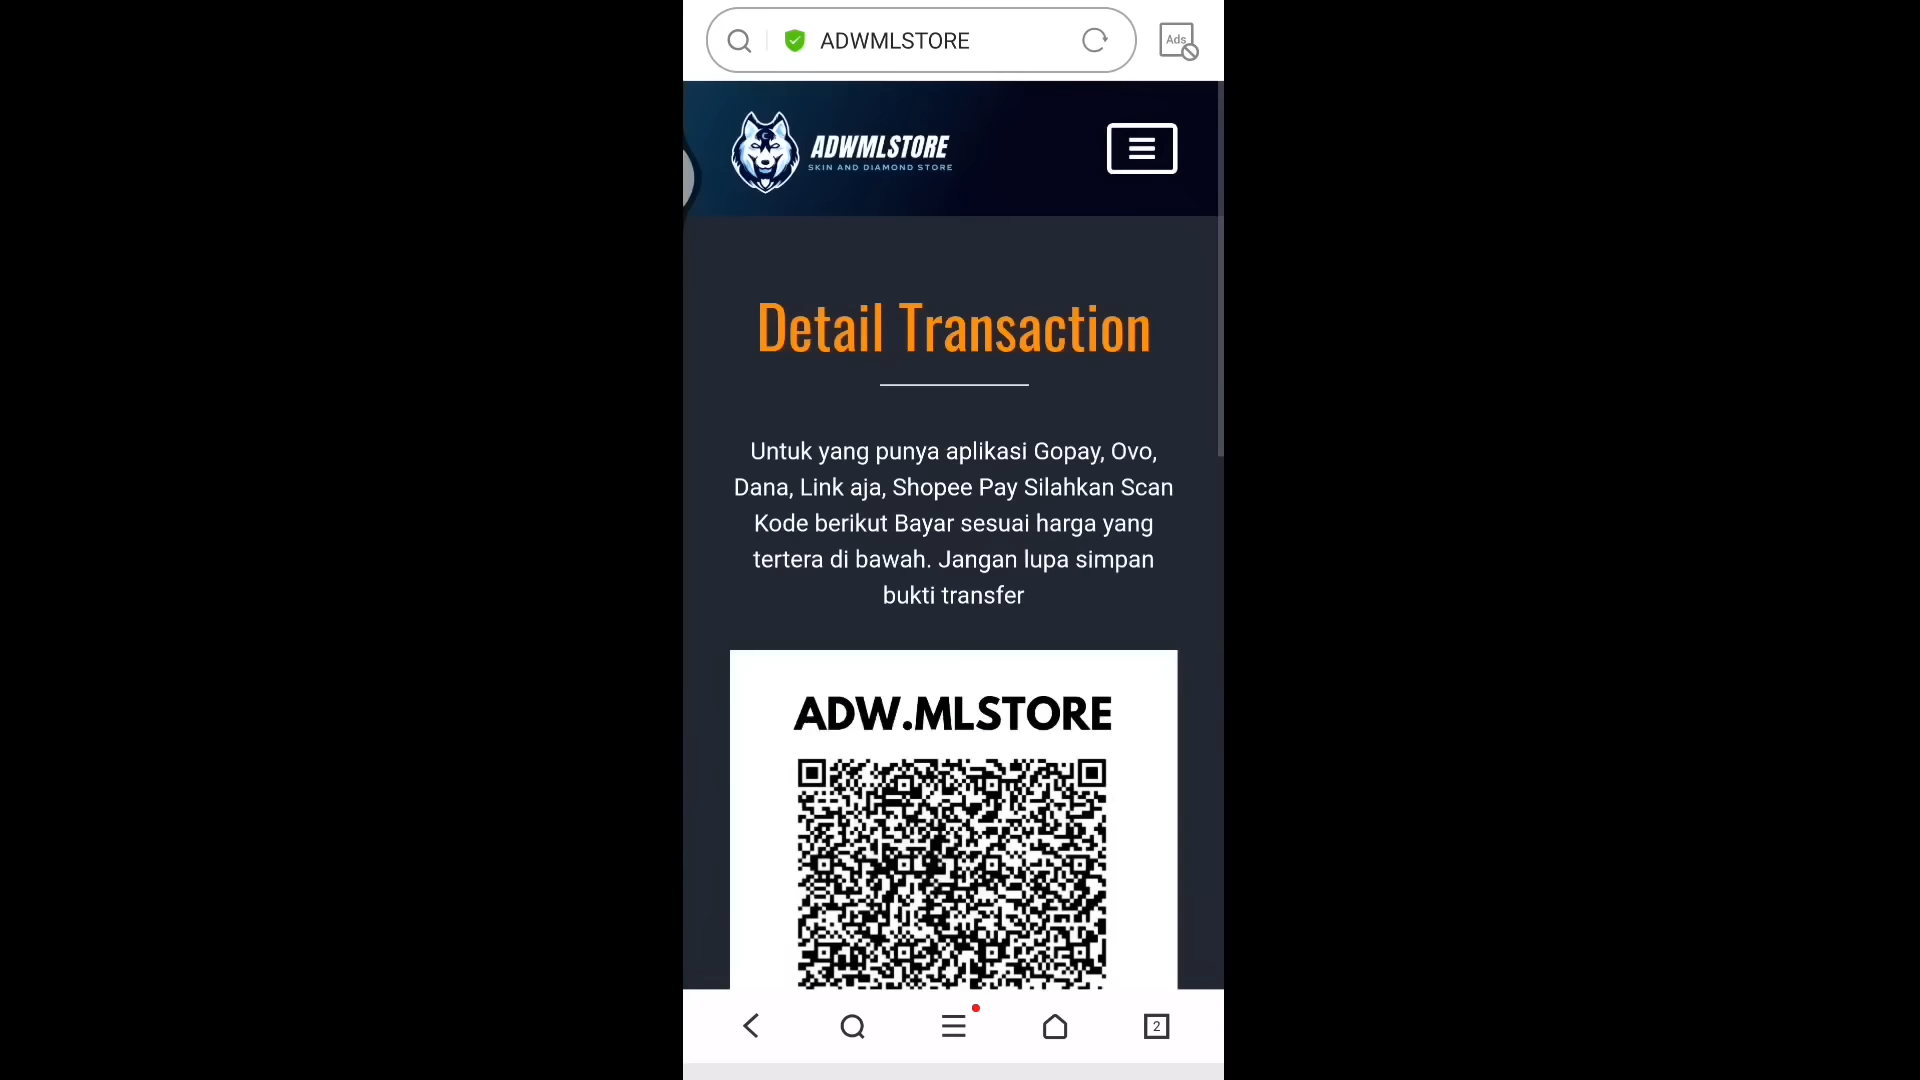 ADWMLSTORE
Ads
ADWMLSTORE
SKIN AND DIAMOND STORE
Detail Transaction
Untuk yang punya aplikasi Gopay, Ovo,
Dana, Link aja, Shopee Pay Silahkan Scan
Kode berikut Bayar sesuai harga yang
tertera di bawah. Jangan lupa simpan
bukti transfer
ADW.MLSTORE
2